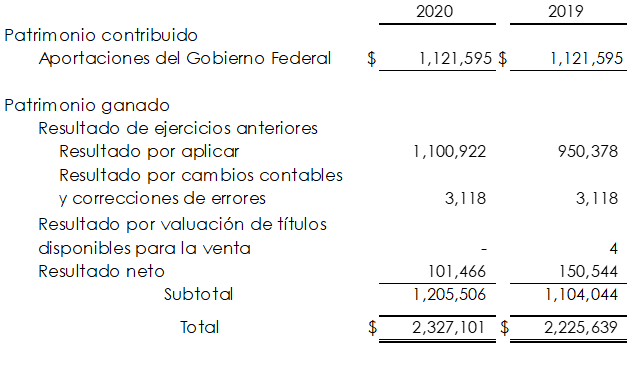 2020 2019
Patrimonio contribuido
Aportaciones del Gobierno Federal $ 1,121,595 $ 1,121,595
Patrimonio ganado
Resultado de ejercicios anteriores
Resultado por aplicar 1,100,922 950,378
Resultado por cambios contables
y correcciones de errores 3,118 3,118
Resultado por valuación de títulos
disponibles para la venta - 4
Resultado neto 101,466 150,544
Subtotal 1,205,506 1,104,044
Total $ 2,327,101 $ 2,225,639